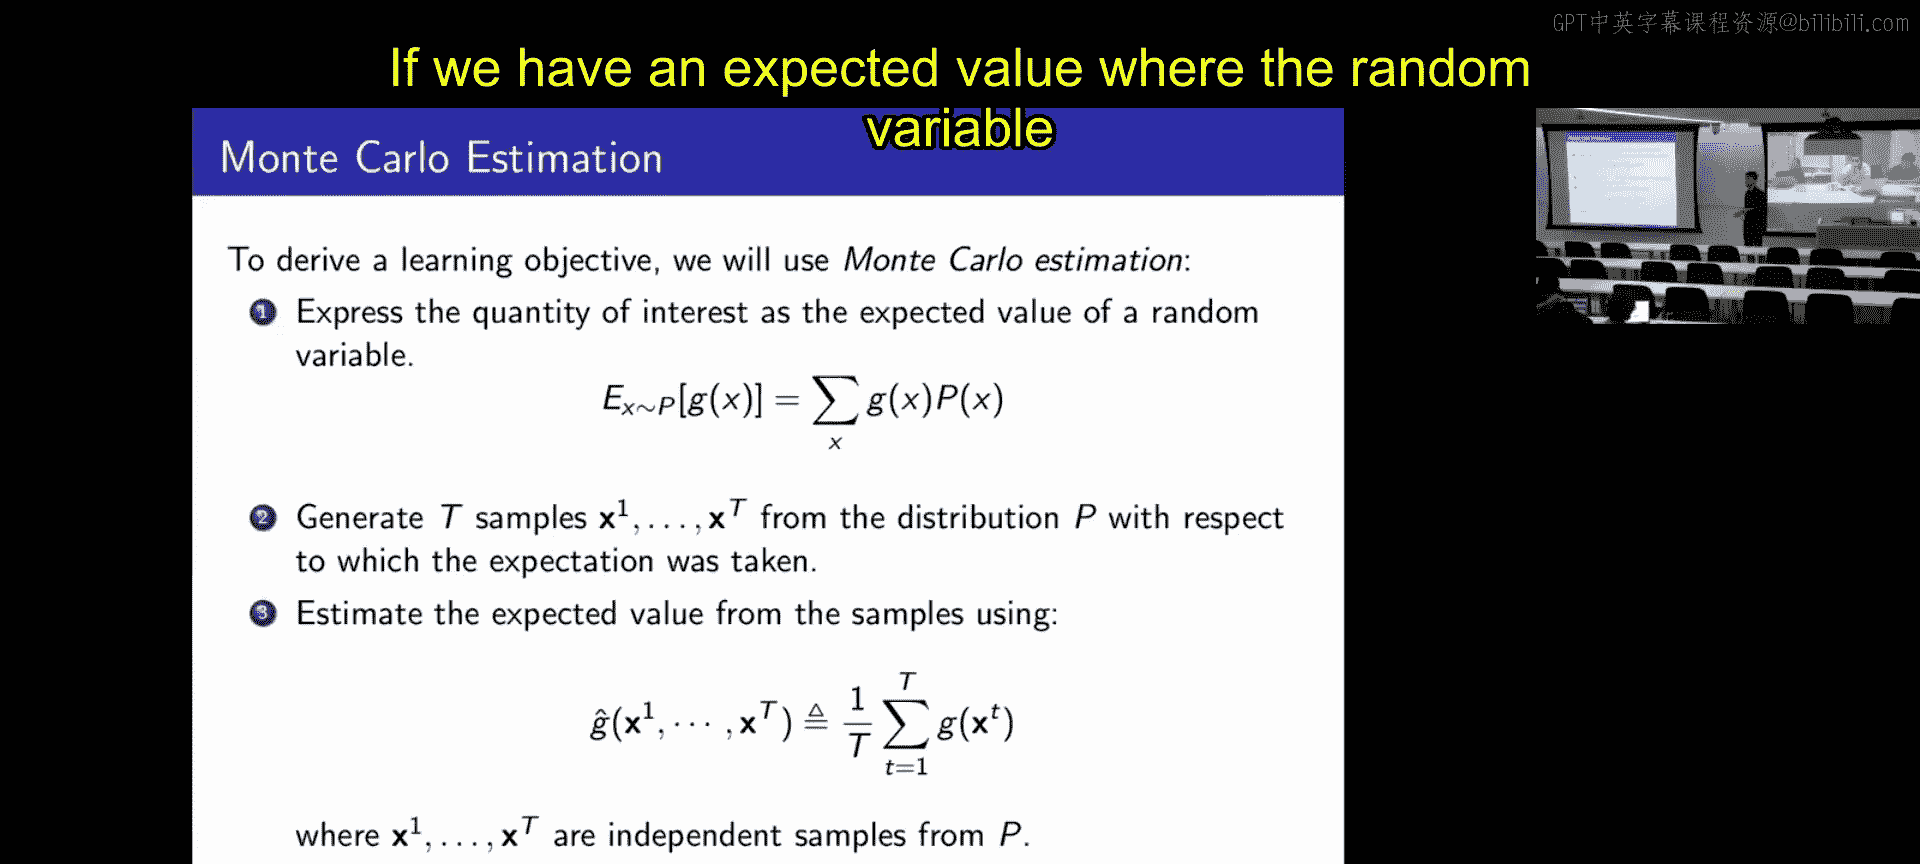 GPT中英字幕课程资源@bilibili.com
If we have an expected value where the random
variable
Monte Carlo Estimation
To derive a learning objective, we will use Monte Carlo estimation:
1 Express the quantity of interest as the expected value of a random
variable.
E_{x∼P}[g(x)] = ∑_x g(x)P(x)
2 Generate T samples x^1, . . . , x^T from the distribution P with respect
to which the expectation was taken.
3 Estimate the expected value from the samples using:
ĝ(x^1, · · · , x^T) ≜ 1/T ∑_{t=1}^{T} g(x^t)
where x^1, . . . , x^T are independent samples from P.